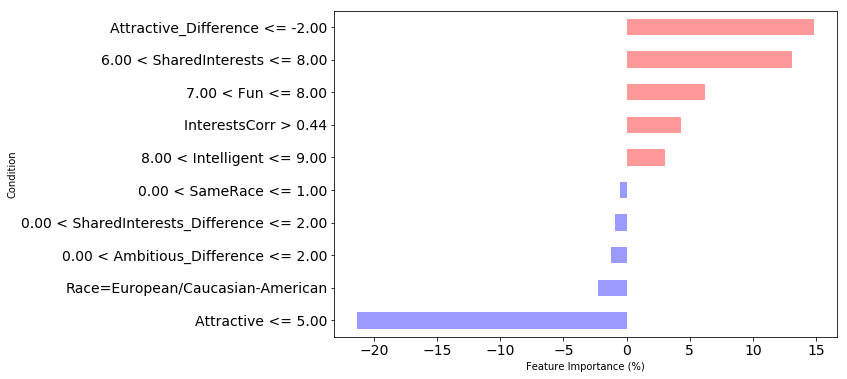 Attractive_Difference <= -2.00
6.00 < SharedInterests <= 8.00
7.00 < Fun <= 8.00
InterestsCorr > 0.44
8.00 < Intelligent <= 9.00
0.00 < SameRace <= 1.00
0.00 < SharedInterests_Difference <= 2.00
0.00 < Ambitious_Difference <= 2.00
Race=European/Caucasian-American
Attractive <= 5.00
Condition
−20 −15 −10 −5 0 5 10 15
Feature Importance (%)